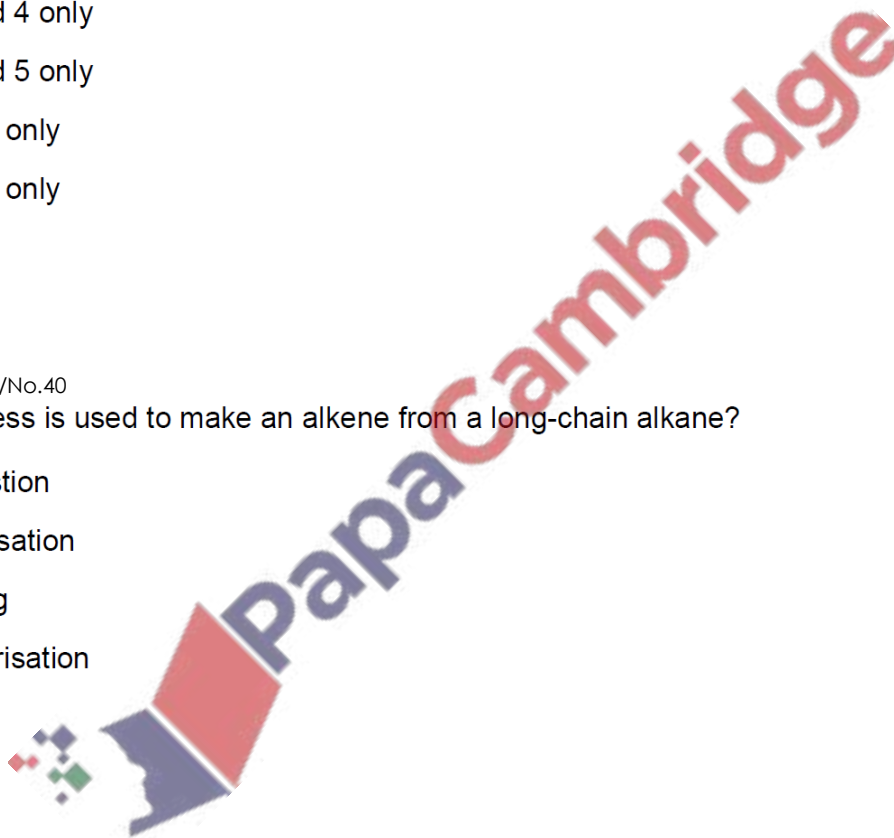 d 4 only
d 5 only
only
only
/No.40
ess is used to make an alkene from a long-chain alkane?
stion
sation
g
risation
PapaCambridge